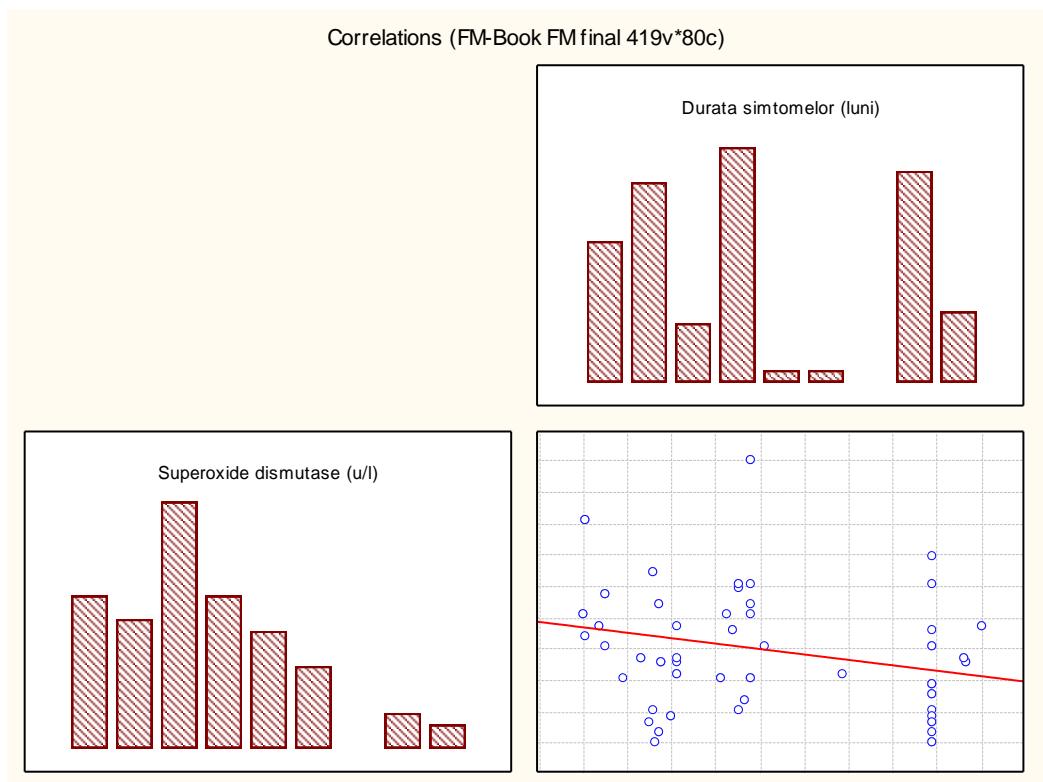 Correlations (FM-Book FM final 419v*80c)
Durata simtomelor (luni)
Superoxide dismutase (u/l)